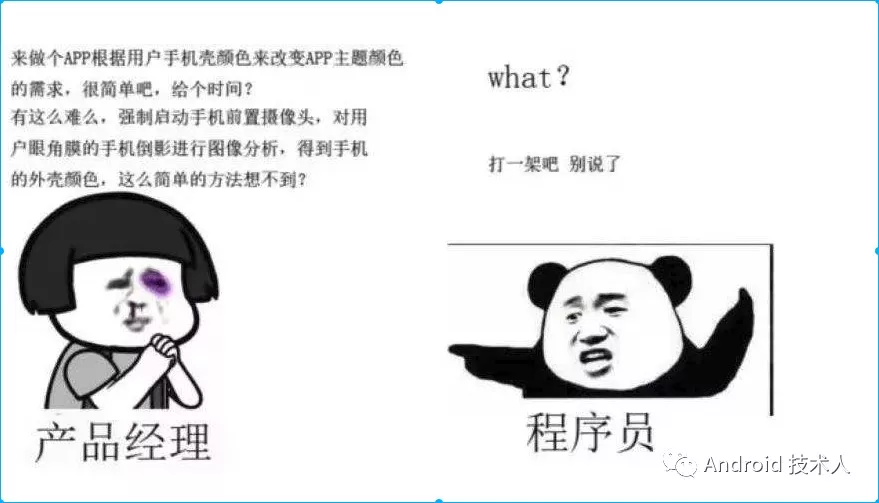 来做个APP根据用户手机壳颜色来改变APP主题颜色
的需求，很简单吧，给个时间？
有这么难么，强制启动手机前置摄像头，对用
户眼角膜的手机倒影进行图像分析，得到手机
的外壳颜色，这么简单的方法想不到？
what？
打一架吧 别说了
产品经理
程序员
Android 技术人